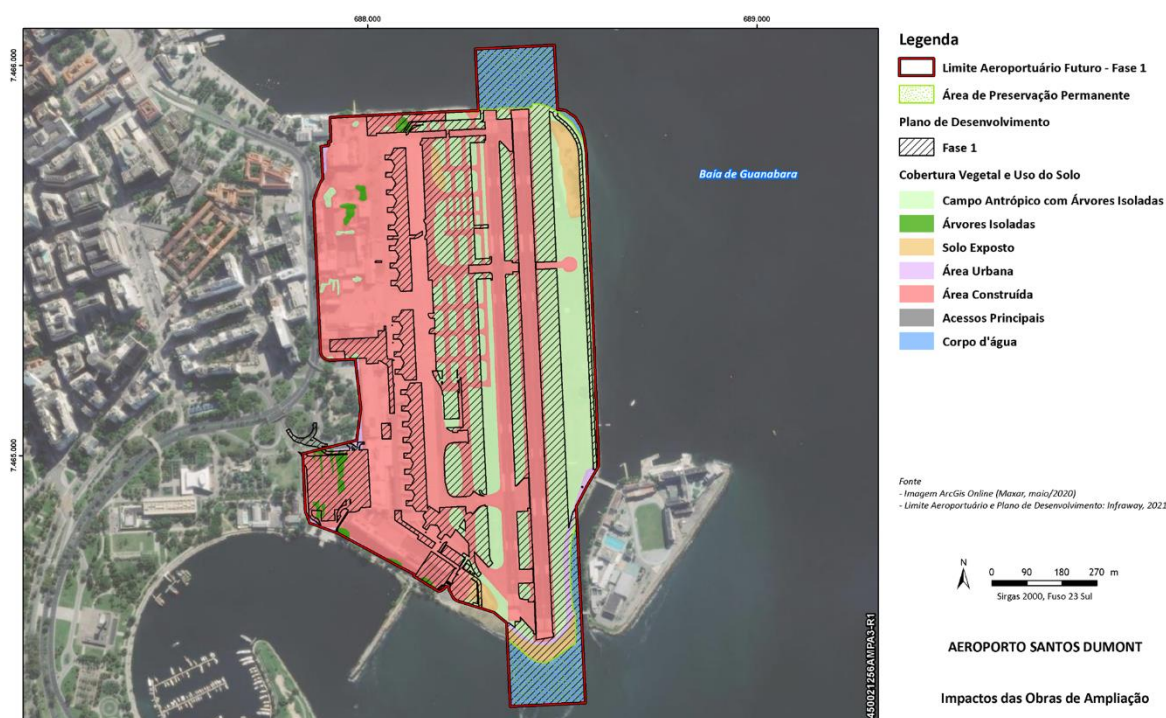 688.000
689.000
7.466.000
7.465.000
Baía de Guanabara
450021256AMPA3-R1
Legenda
Limite Aeroportuário Futuro - Fase 1
Área de Preservação Permanente
Plano de Desenvolvimento
Fase 1
Cobertura Vegetal e Uso do Solo
Campo Antrópico com Árvores Isoladas
Árvores Isoladas
Solo Exposto
Área Urbana
Área Construída
Acessos Principais
Corpo d'água
Fonte
- Imagem ArcGis Online (Maxar, maio/2020)
- Limite Aeroportuário e Plano de Desenvolvimento: Infraway, 2021
N
0 90 180 270 m
Sirgas 2000, Fuso 23 Sul
AEROPORTO SANTOS DUMONT
Impactos das Obras de Ampliação